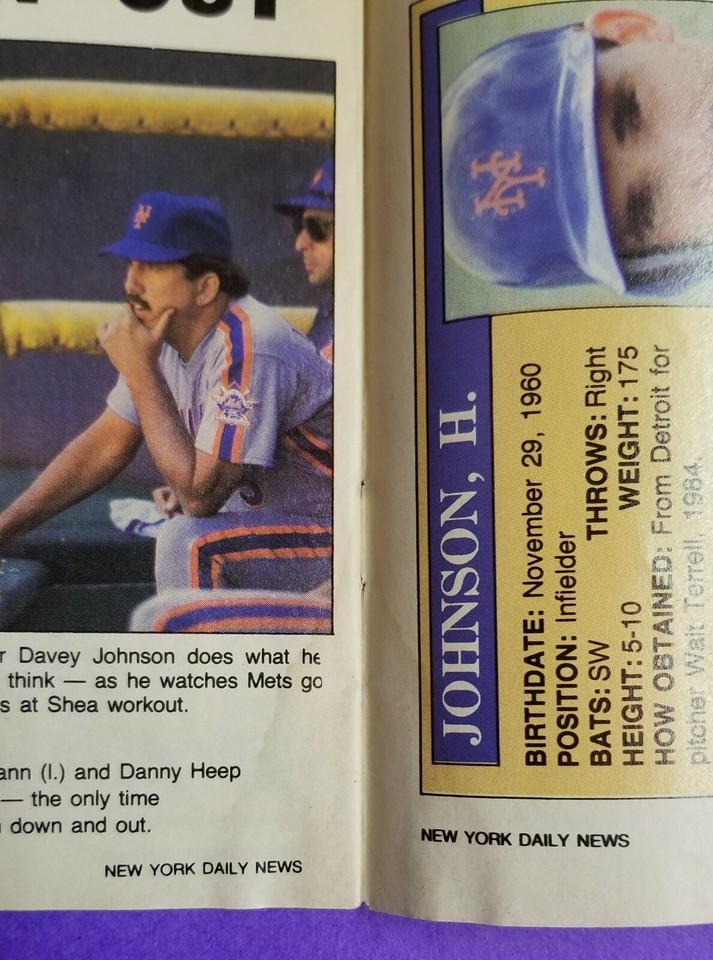 OUT
r Davey Johnson does what he
think — as he watches Mets go
s at Shea workout.
ann (l.) and Danny Heep
— the only time
down and out.
NEW YORK DAILY NEWS
NY
JOHNSON, H.
BIRTHDATE: November 29, 1960
POSITION: Infielder
BATS: SW THROWS: Right
HEIGHT: 5-10 WEIGHT: 175
HOW OBTAINED: From Detroit for
pitcher Walt Terrell, 1984.
NEW YORK DAILY NEWS